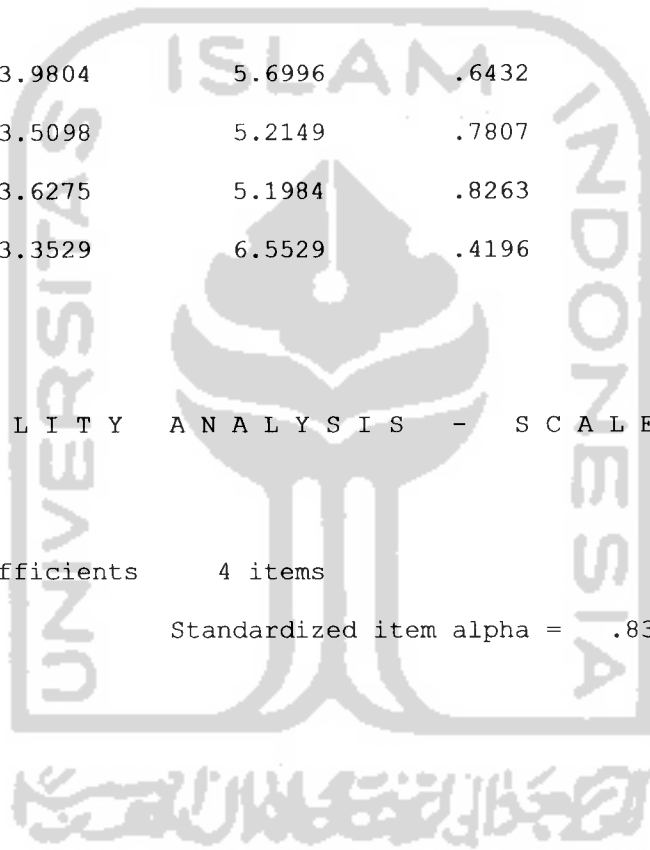 ISLAM
3.9804 5.6996 .6432
3.5098 5.2149 .7807
3.6275 5.1984 .8263
3.3529 6.5529 .4196
UNIVERSITAS
INDONESIA
L I T Y A N A L Y S I S - S C A L E
fficients 4 items
Standardized item alpha = .83